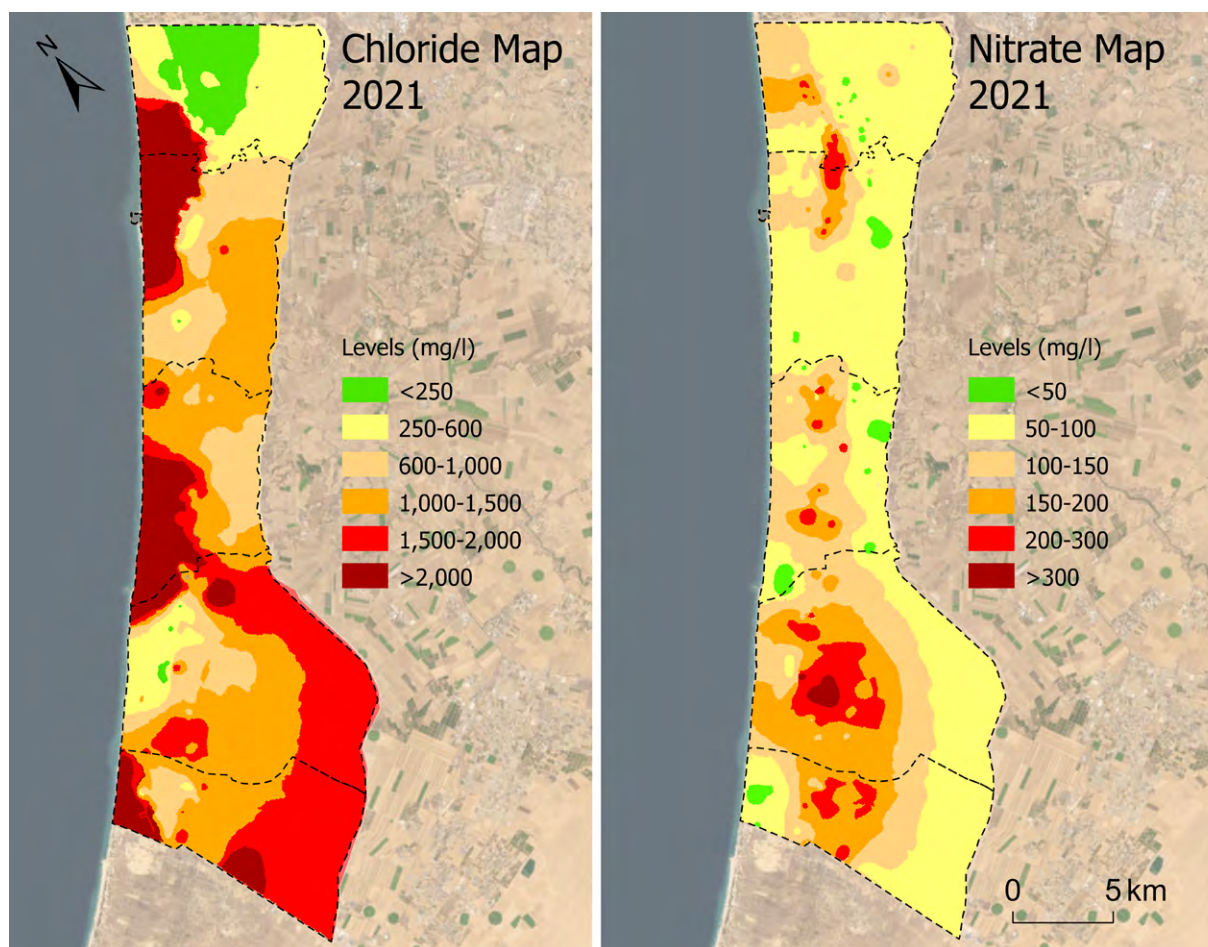 N
Chloride Map
2021
Levels (mg/l)
<250
250-600
600-1,000
1,000-1,500
1,500-2,000
>2,000
Nitrate Map
2021
Levels (mg/l)
<50
50-100
100-150
150-200
200-300
>300
0 5 km